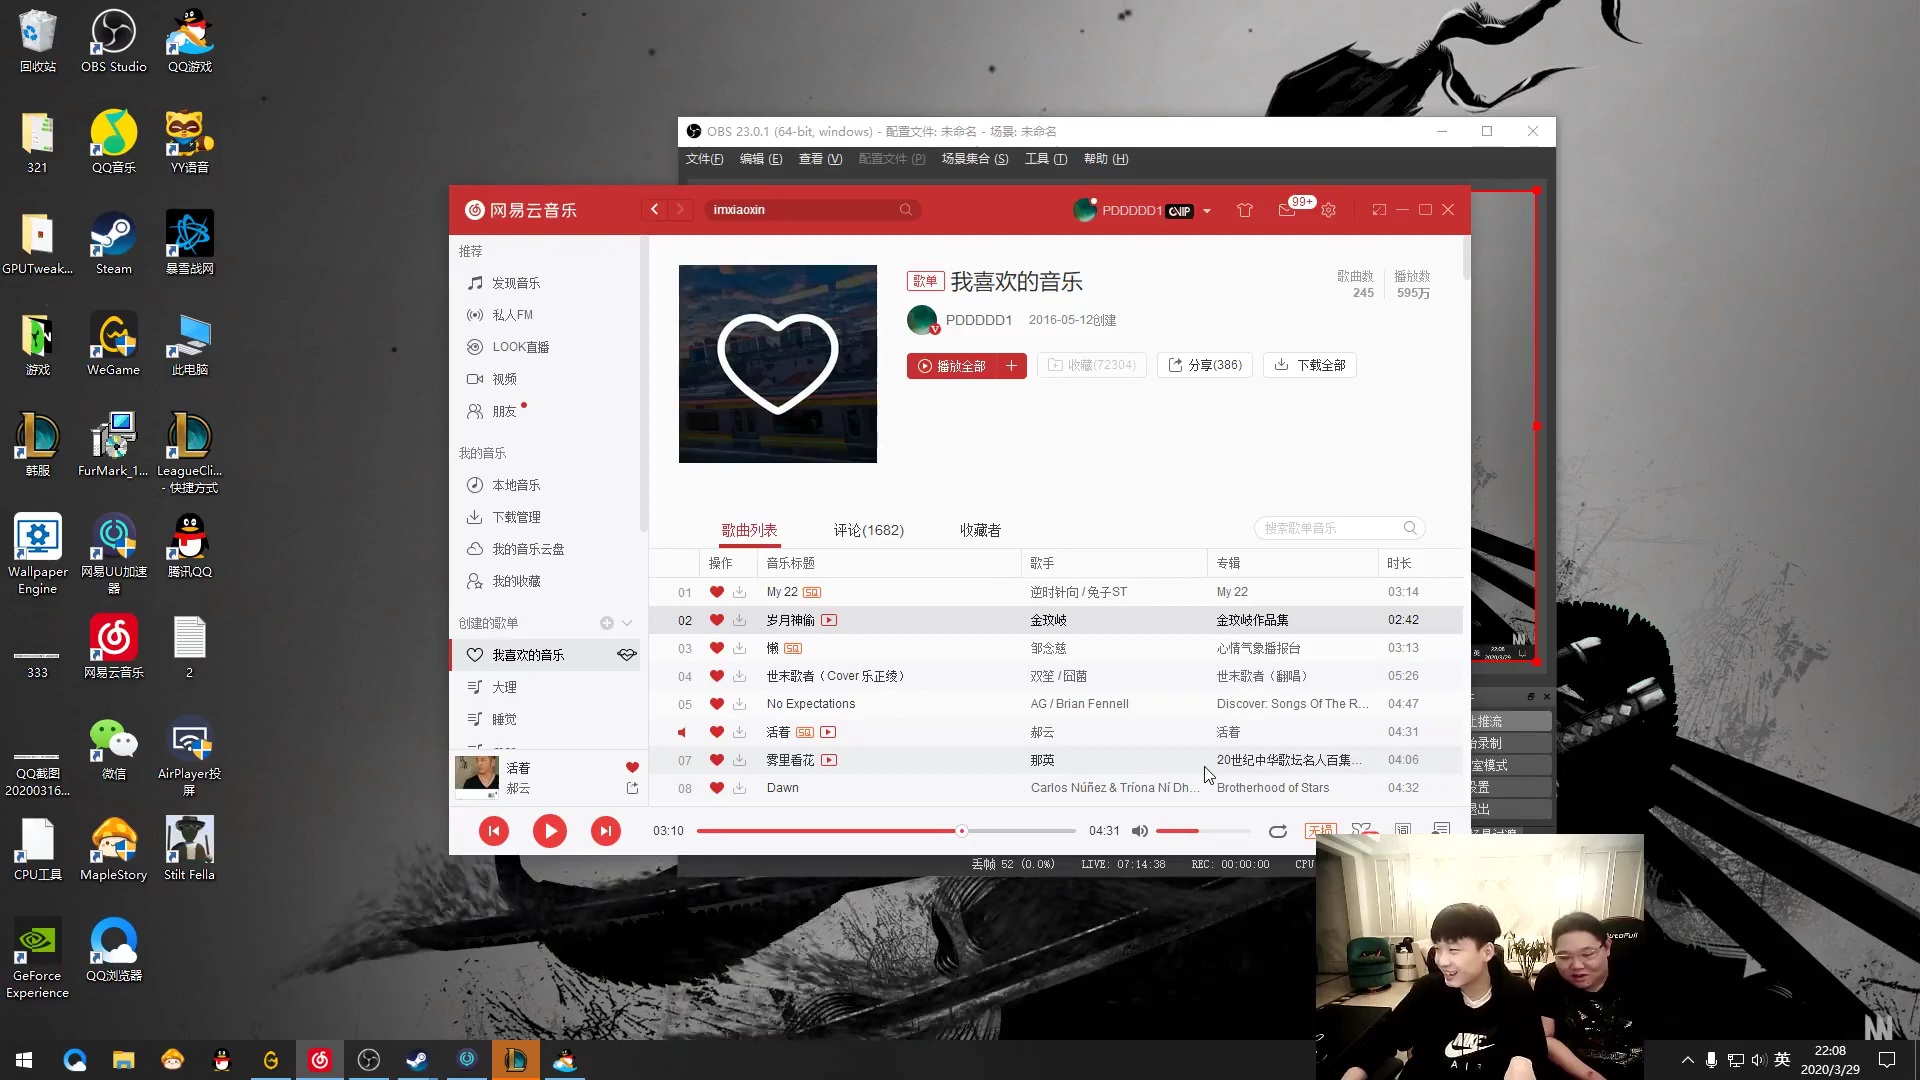 回收站
OBS Studio
QQ游戏
321
QQ音乐
YY语音
GPUTweak...
Steam
暴雪战网
游戏
WeGame
此电脑
韩服
FurMark_1...
LeagueCli...
- 快捷方式
Wallpaper
Engine
网易UU加速
器
腾讯QQ
333
网易云音乐
2
QQ截图
20200316...
微信
AirPlayer投
屏
CPU工具
MapleStory
Stilt Fella
GeForce
Experience
QQ浏览器
OBS 23.0.1 (64-bit, windows) - 配置文件: 未命名 - 场景: 未命名
文件(F) 编辑 (E) 查看 (V) 配置文件 (P) 场景集合 (S) 工具 (T) 帮助 (H)
网易云音乐
imxiaoxin
PDDDDD1 VIP
99+
推荐
发现音乐
私人FM
LOOK直播
视频
朋友
我的音乐
本地音乐
下载管理
我的音乐云盘
我的收藏
创建的歌单
我喜欢的音乐
大理
睡觉
活着
郝云
歌单 我喜欢的音乐
歌曲数 播放数
245 595万
PDDDDD1 2016-05-12创建
播放全部 + 收藏(72304) 分享(386) 下载全部
歌曲列表 评论(1682) 收藏者
搜索歌单音乐
操作 音乐标题 歌手 专辑 时长
01 My 22 SQ 逆时针向 / 兔子ST My 22 03:14
02 岁月神偷 金玟岐 金玟岐作品集 02:42
03 懒 SQ 邹念慈 心情气象播报台 03:13
04 世末歌者（Cover 乐正绫） 双笙 / 囧菌 世末歌者（翻唱） 05:26
05 No Expectations AG / Brian Fennell Discover: Songs Of The R... 04:47
活着 SQ 郝云 活着 04:31
07 雾里看花 那英 20世纪中华歌坛名人百集... 04:06
08 Dawn Carlos Núñez & Tríona Ní Dh... Brotherhood of Stars 04:32
03:10 04:31 无损 词
止推流
始录制
室模式
设置
退出
丢帧 52 (0.0%) LIVE: 07:14:38 REC: 00:00:00 CPU
AutoFull
NIKE
AIR
英
22:08
2020/3/29